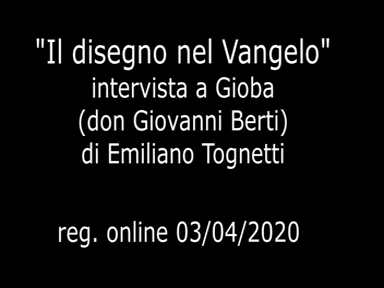 "Il disegno nel Vangelo"
intervista a Gioba
(don Giovanni Berti)
di Emiliano Tognetti
reg. online 03/04/2020